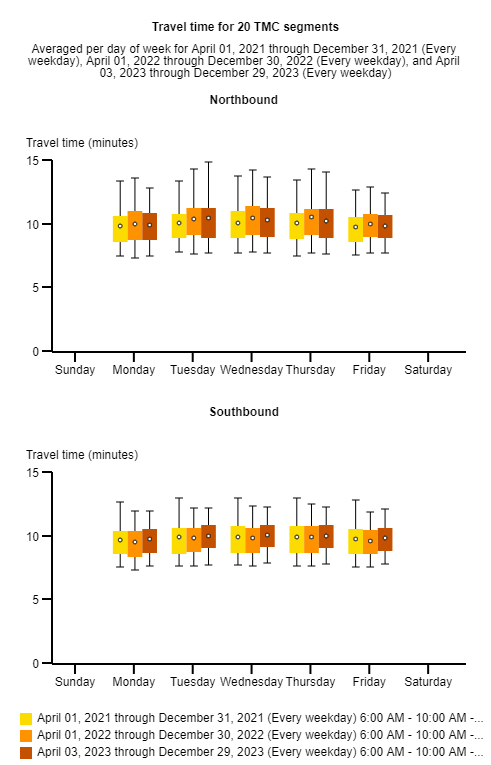 Travel time for 20 TMC segments
Averaged per day of week for April 01, 2021 through December 31, 2021 (Every
weekday), April 01, 2022 through December 30, 2022 (Every weekday), and April
03, 2023 through December 29, 2023 (Every weekday)
Northbound
Travel time (minutes)
15
10
5
0
Sunday Monday Tuesday Wednesday Thursday Friday Saturday
Southbound
Travel time (minutes)
15
10
5
0
Sunday Monday Tuesday Wednesday Thursday Friday Saturday
April 01, 2021 through December 31, 2021 (Every weekday) 6:00 AM - 10:00 AM -...
April 01, 2022 through December 30, 2022 (Every weekday) 6:00 AM - 10:00 AM -...
April 03, 2023 through December 29, 2023 (Every weekday) 6:00 AM - 10:00 AM -...